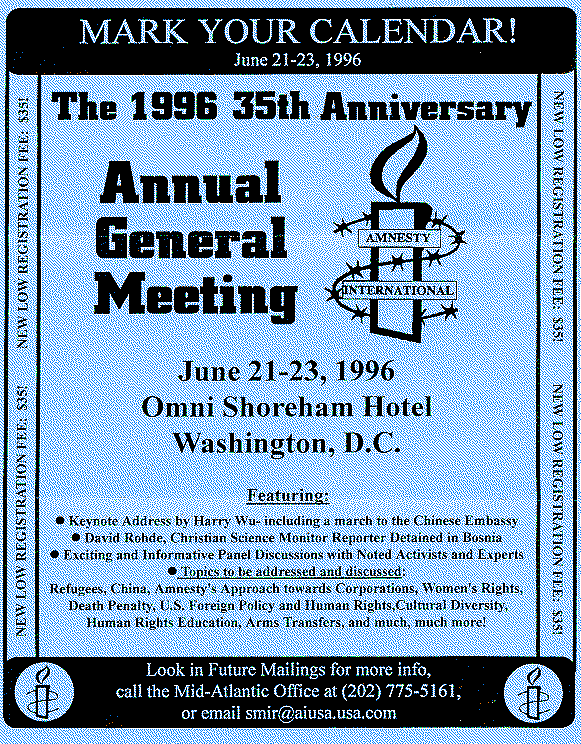 MARK YOUR CALENDAR!
June 21-23, 1996
The 1996 35th Anniversary
Annual
General
Meeting
AMNESTY
INTERNATIONAL
June 21-23, 1996
Omni Shoreham Hotel
Washington, D.C.
Featuring:
● Keynote Address by Harry Wu- including a march to the Chinese Embassy
● David Rohde, Christian Science Monitor Reporter Detained in Bosnia
● Exciting and Informative Panel Discussions with Noted Activists and Experts
● Topics to be addressed and discussed:
Refugees, China, Amnesty's Approach towards Corporations, Women's Rights,
Death Penalty, U.S. Foreign Policy and Human Rights,Cultural Diversity,
Human Rights Education, Arms Transfers, and much, much more!
NEW LOW REGISTRATION FEE: $35!
NEW LOW REGISTRATION FEE: $35!
NEW LOW REGISTRATION FEE: $35!
NEW LOW REGISTRATION FEE: $35!
Look in Future Mailings for more info,
call the Mid-Atlantic Office at (202) 775-5161,
or email smir@aiusa.usa.com